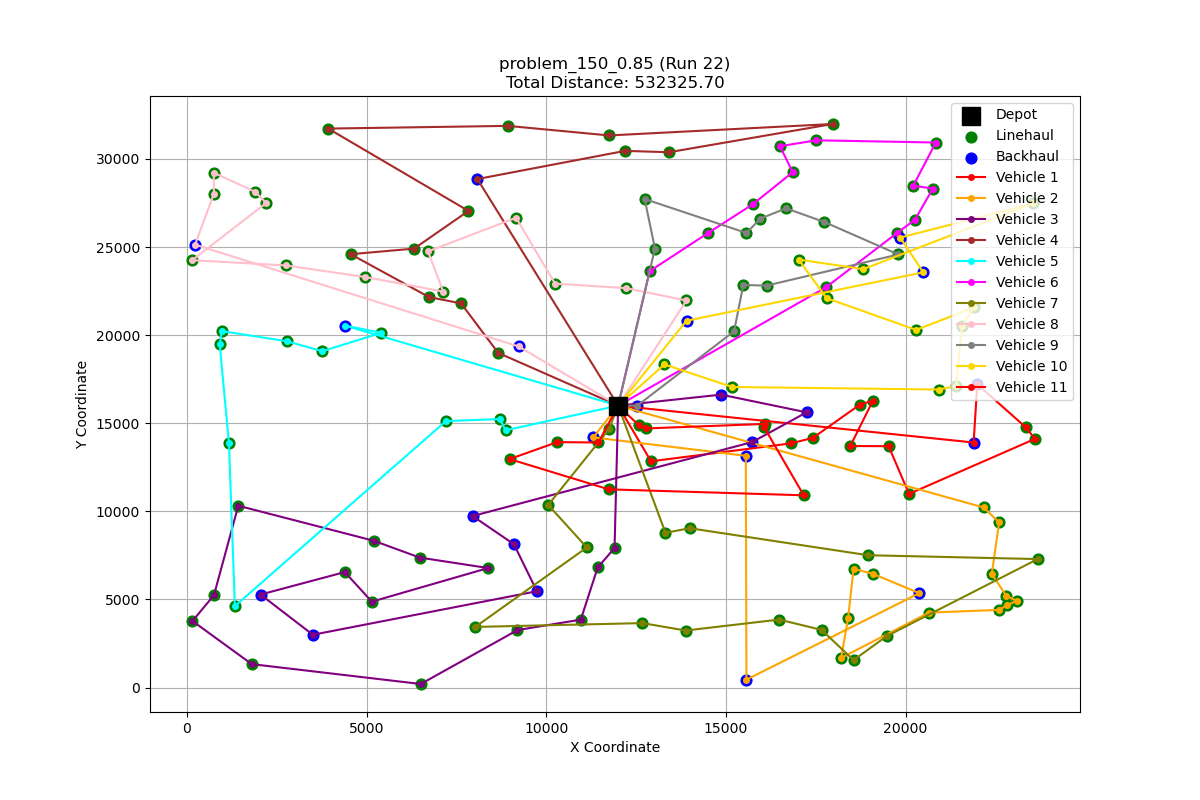 problem_150_0.85 (Run 22)
Total Distance: 532325.70
Y Coordinate
30000
25000
20000
15000
10000
5000
0
0
5000
10000
15000
20000
X Coordinate
Depot
Linehaul
Backhaul
Vehicle 1
Vehicle 2
Vehicle 3
Vehicle 4
Vehicle 5
Vehicle 6
Vehicle 7
Vehicle 8
Vehicle 9
Vehicle 10
Vehicle 11